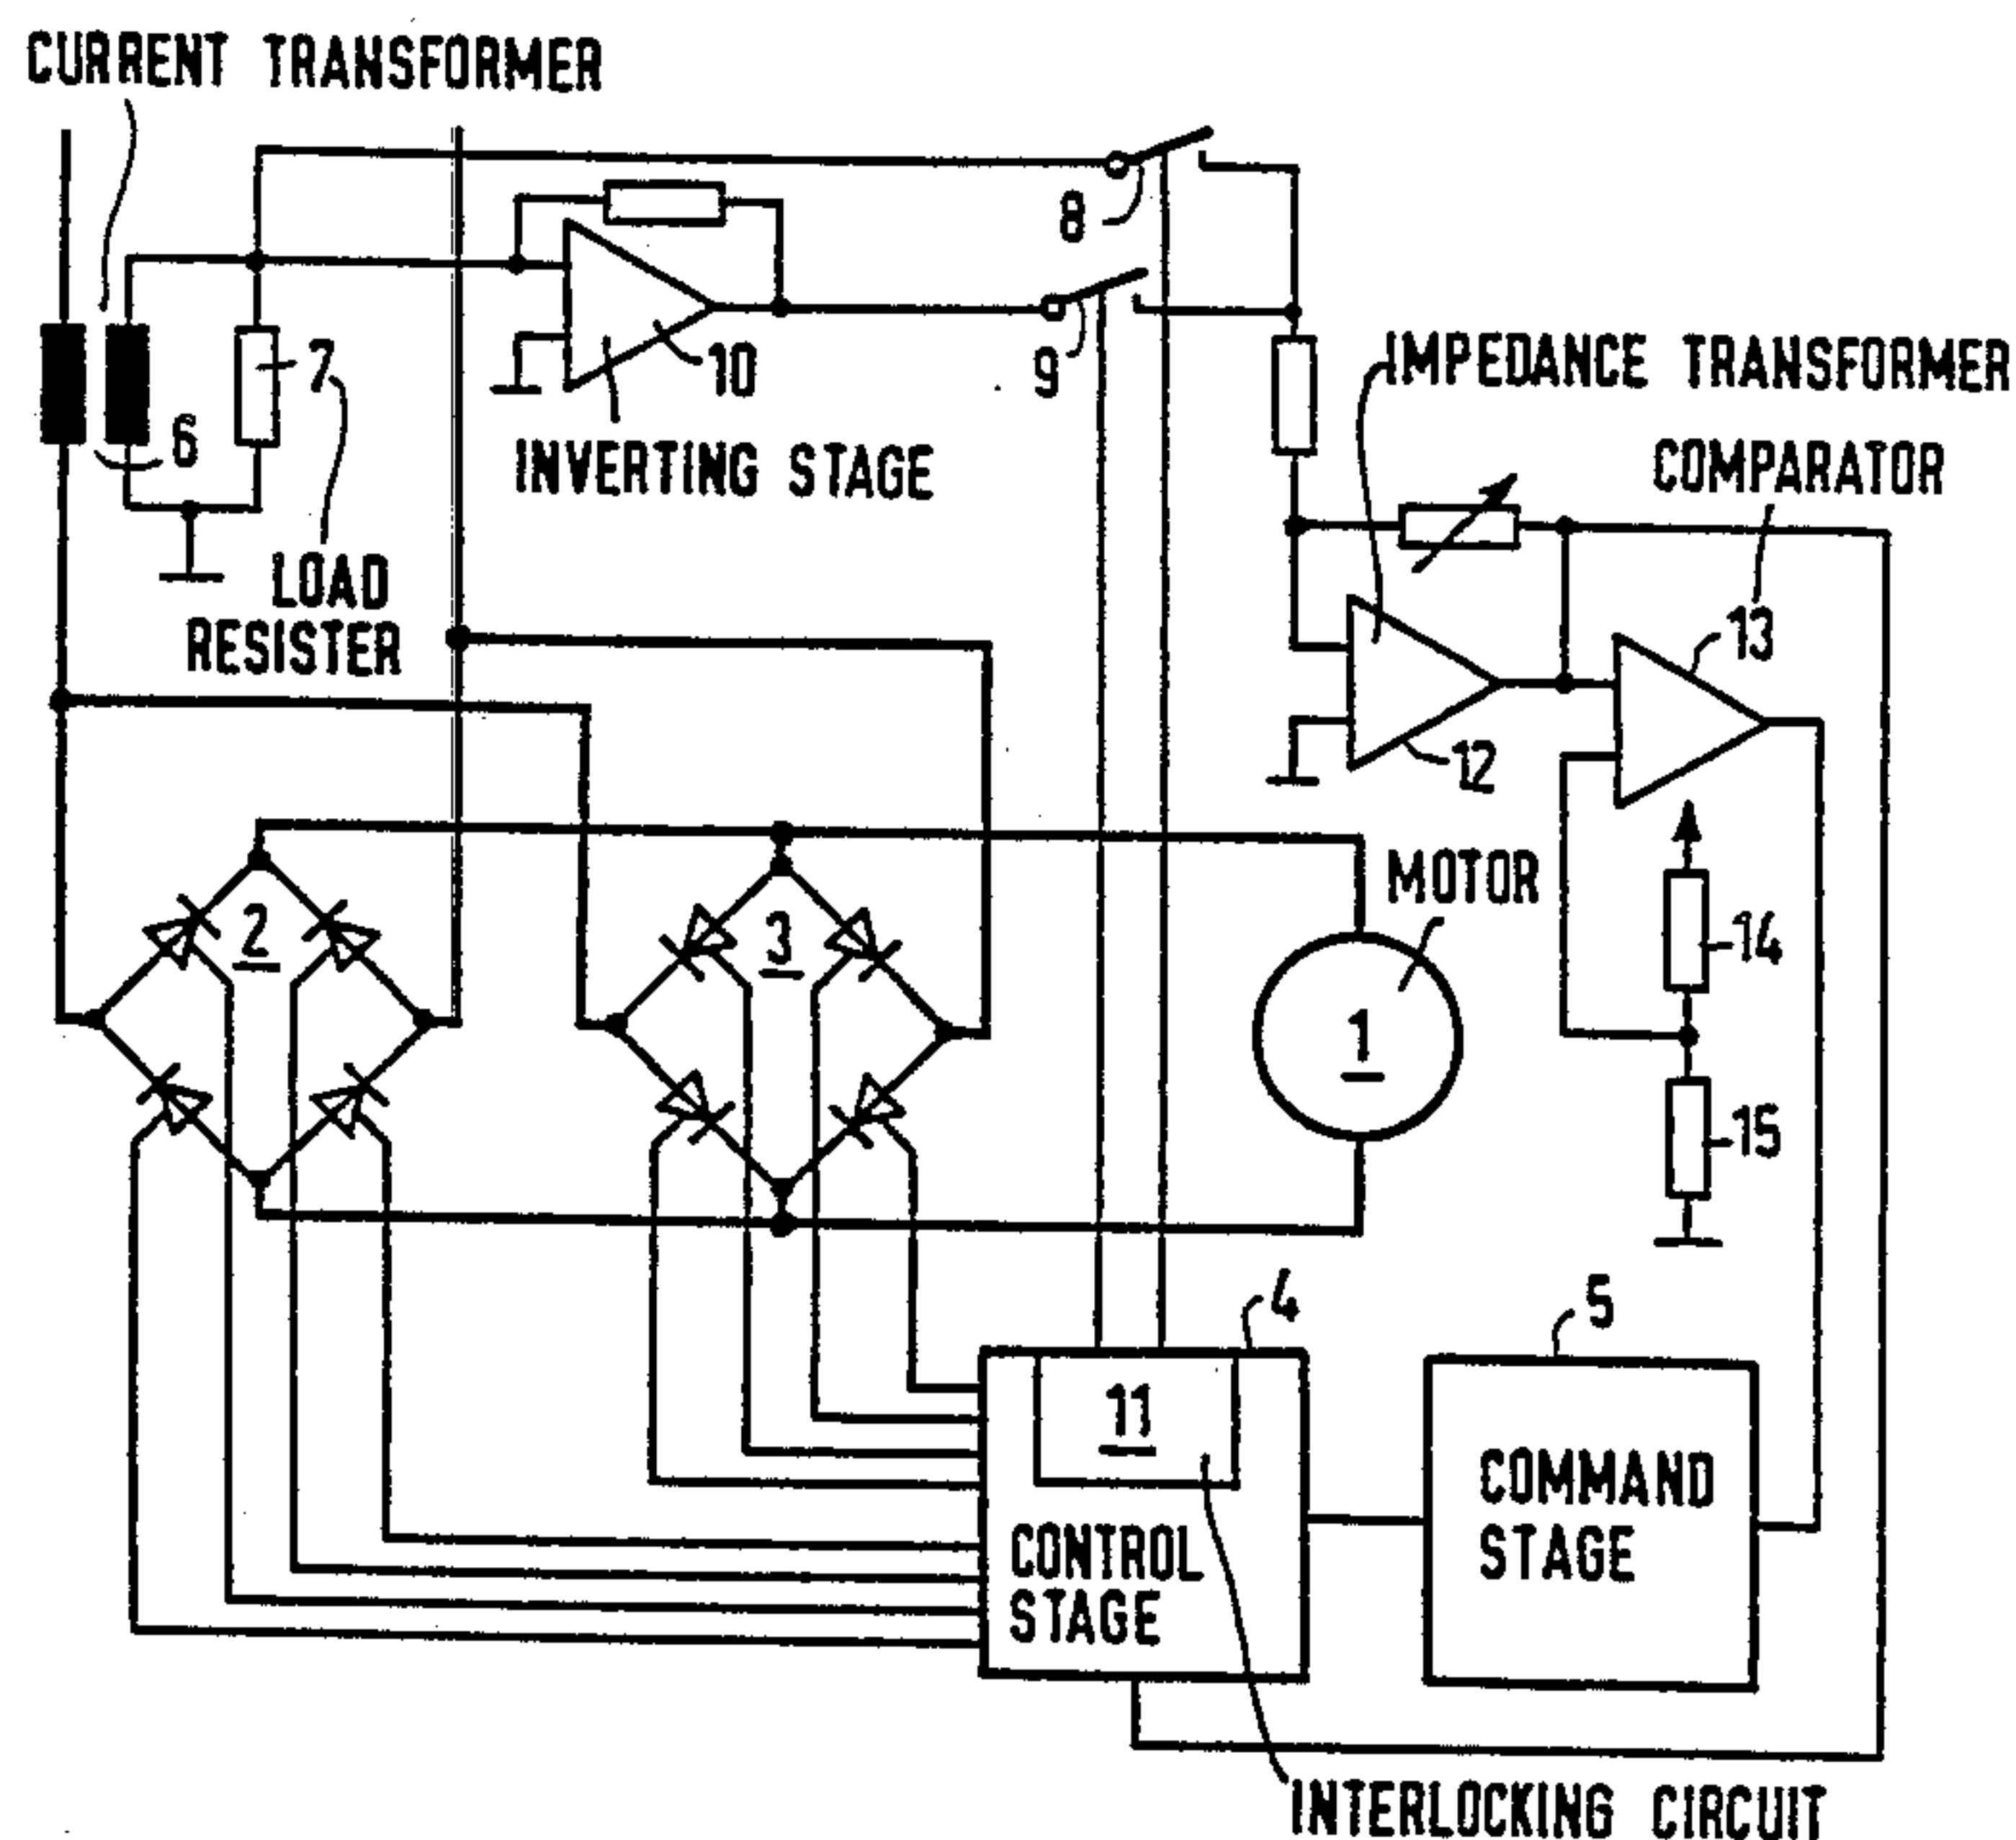 CURRENT TRANSFORMER
8
7
10
9
IMPEDANCE TRANSFORMER
6
INVERTING STAGE
COMPARATOR
LOAD
RESISTER
13
12
MOTOR
2
3
14
1
15
4
5
11
COMMAND
STAGE
CONTROL
STAGE
INTERLOCKING CIRCUIT